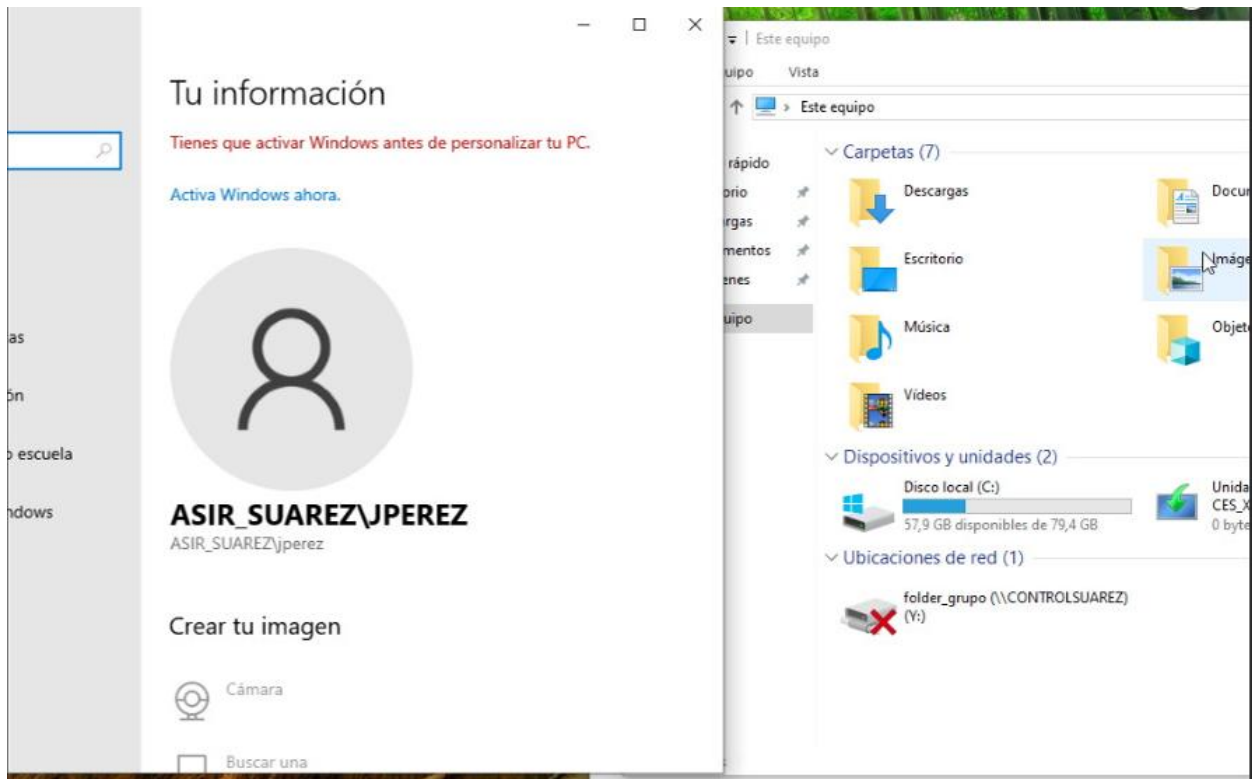 Tu información
Tienes que activar Windows antes de personalizar tu PC.
Activa Windows ahora.
as
ón
o escuela
ndows
ASIR_SUAREZ\JPEREZ
ASIR_SUAREZ\jperez
Crear tu imagen
Cámara
Buscar una
Este equipo
uipo Vista
Este equipo
rápido
orio
rgas
mentos
enes
uipo
Carpetas (7)
Descargas
Docur
Escritorio
Imáge
Música
Objet
Vídeos
Dispositivos y unidades (2)
Disco local (C:)
57,9 GB disponibles de 79,4 GB
Unida
CES_X
0 byte
Ubicaciones de red (1)
folder_grupo (\\CONTROLSUAREZ)
(Y:)